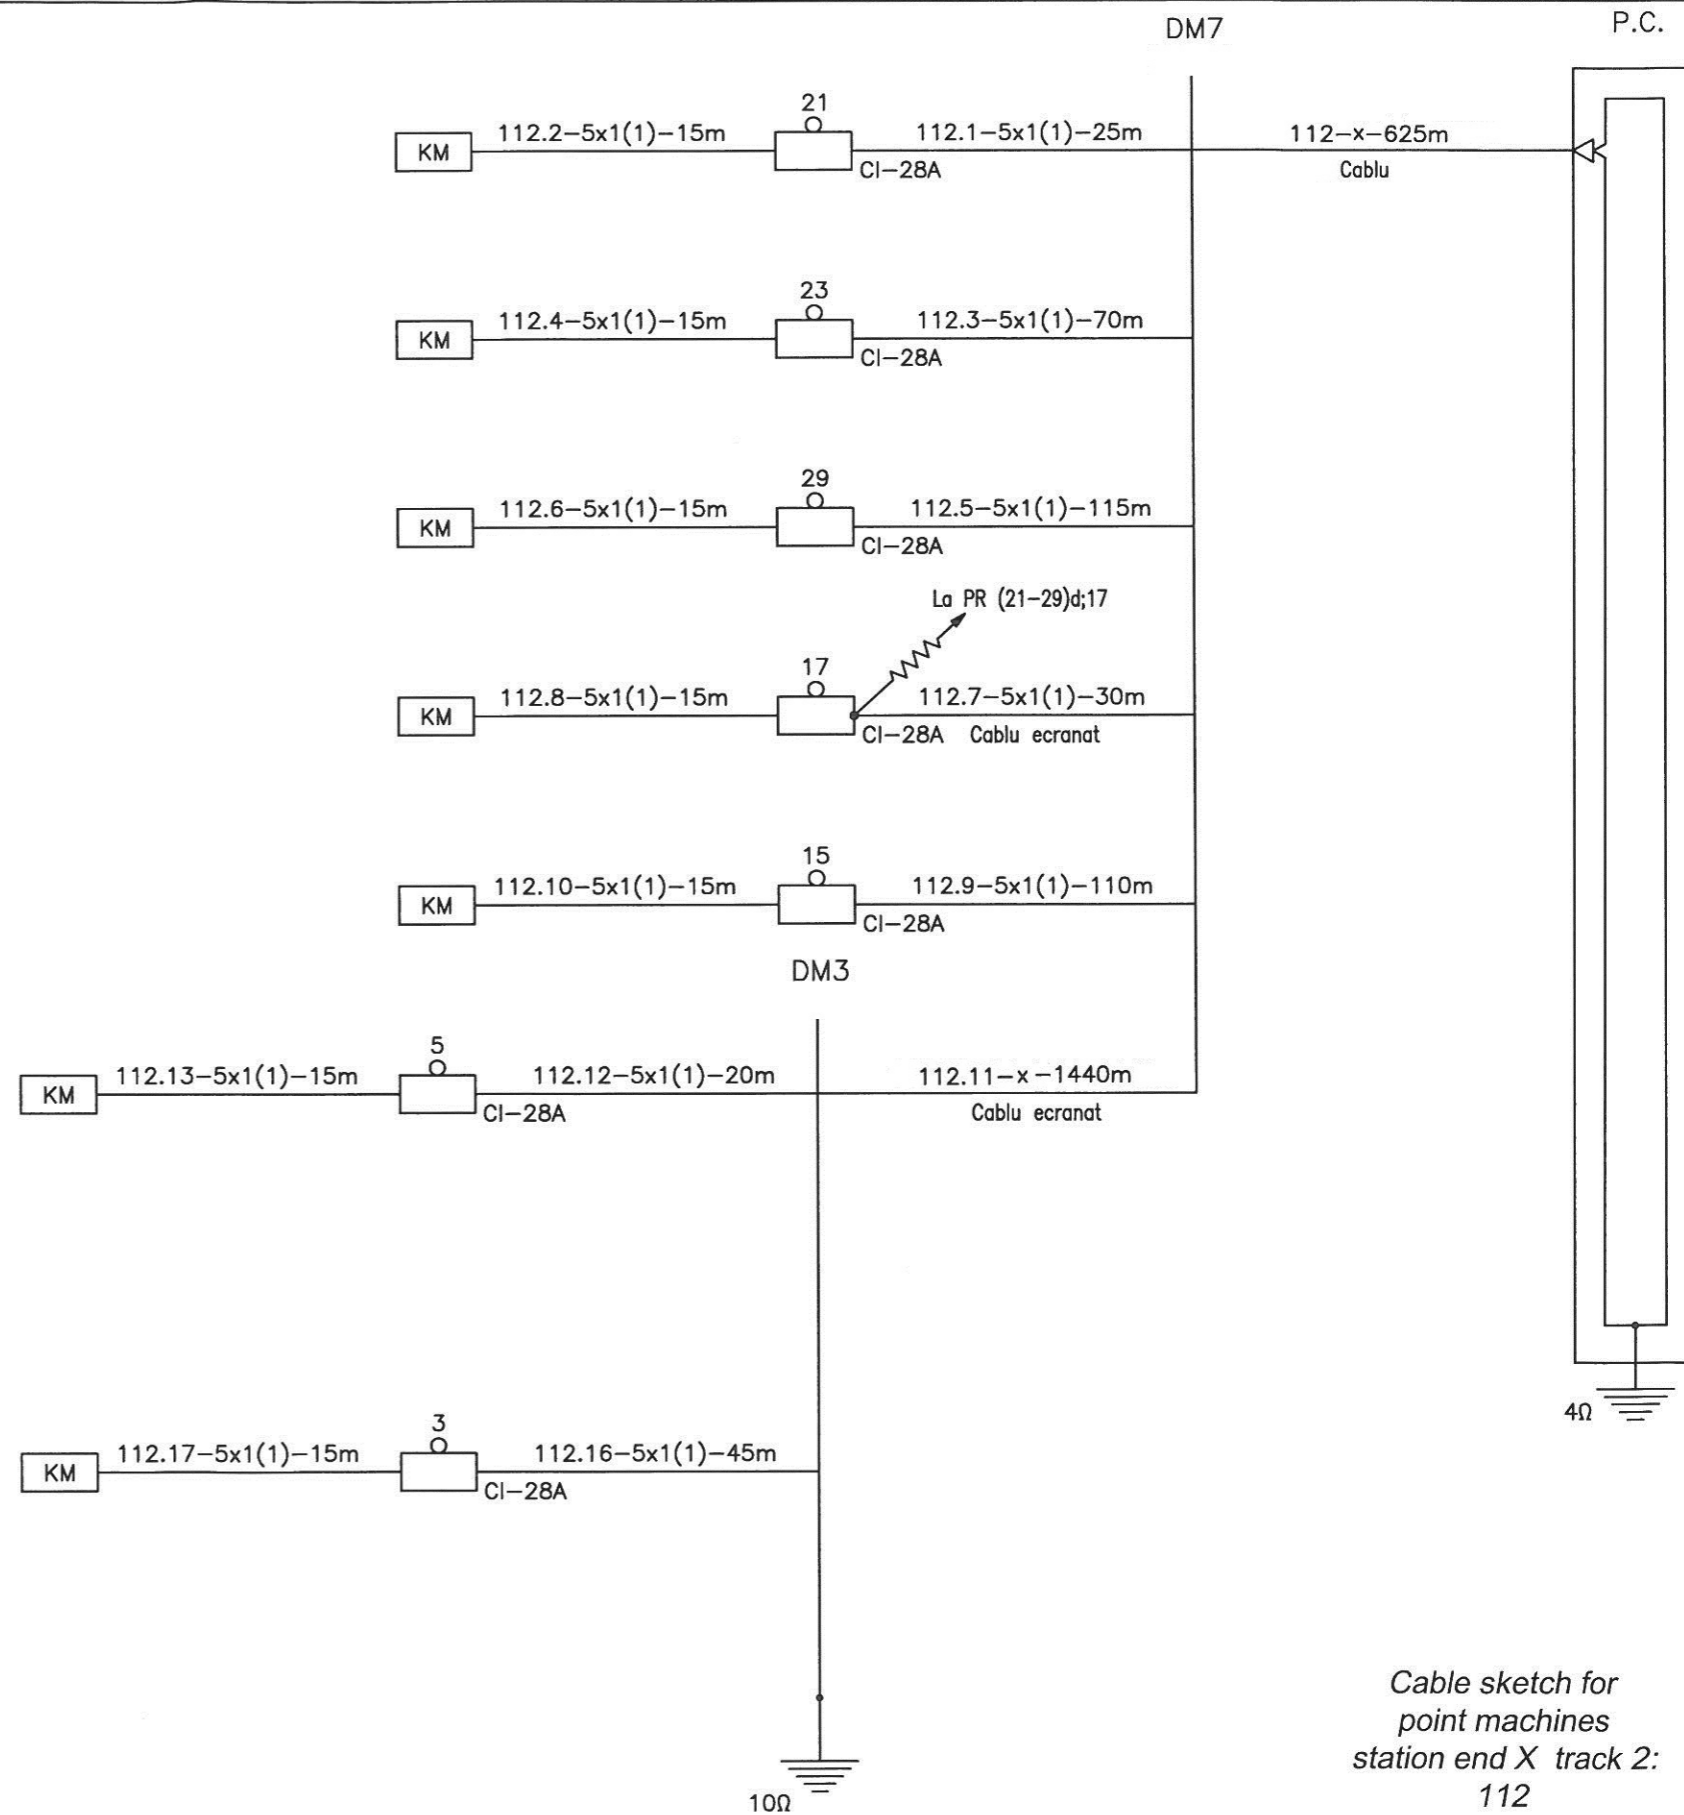 DM7
P.C.
21
KM
112.2-5x1(1)-15m
112.1-5x1(1)-25m
112-x-625m
CI-28A
Cablu
23
KM
112.4-5x1(1)-15m
112.3-5x1(1)-70m
CI-28A
29
KM
112.6-5x1(1)-15m
112.5-5x1(1)-115m
CI-28A
La PR (21-29)d;17
17
KM
112.8-5x1(1)-15m
112.7-5x1(1)-30m
CI-28A
Cablu ecranat
15
KM
112.10-5x1(1)-15m
112.9-5x1(1)-110m
CI-28A
DM3
5
KM
112.13-5x1(1)-15m
112.12-5x1(1)-20m
112.11-x-1440m
CI-28A
Cablu ecranat
4Ω
3
KM
112.17-5x1(1)-15m
112.16-5x1(1)-45m
CI-28A
10Ω
Cable sketch for
point machines
station end X track 2:
112